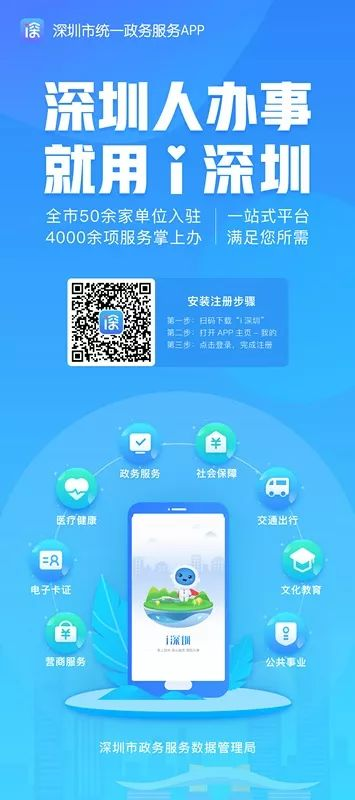 深圳市统一政务服务APP
深圳人办事
就用i深圳
全市50余家单位入驻 一站式平台
4000余项服务掌上办 满足您所需
安装注册步骤
第一步：扫码下载“i深圳”
第二步：打开APP主页－我的
第三步：点击登录，完成注册
政务服务 社会保障
医疗健康 交通出行
电子卡证 文化教育
i深圳
营商服务 公共事业
深圳市政务服务数据管理局